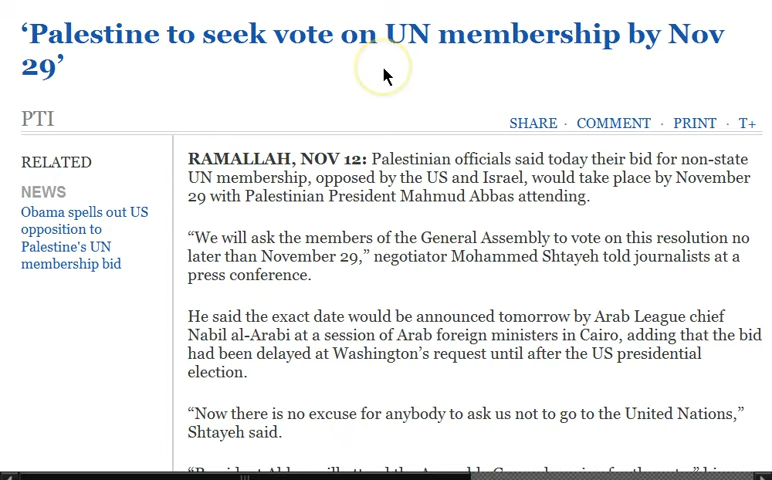 ‘Palestine to seek vote on UN membership by Nov
29’
PTI
SHARE · COMMENT · PRINT · T+
RELATED
NEWS
Obama spells out US
opposition to
Palestine's UN
membership bid
RAMALLAH, NOV 12: Palestinian officials said today their bid for non-state
UN membership, opposed by the US and Israel, would take place by November
29 with Palestinian President Mahmud Abbas attending.
“We will ask the members of the General Assembly to vote on this resolution no
later than November 29,” negotiator Mohammed Shtayeh told journalists at a
press conference.
He said the exact date would be announced tomorrow by Arab League chief
Nabil al-Arabi at a session of Arab foreign ministers in Cairo, adding that the bid
had been delayed at Washington’s request until after the US presidential
election.
“Now there is no excuse for anybody to ask us not to go to the United Nations,”
Shtayeh said.